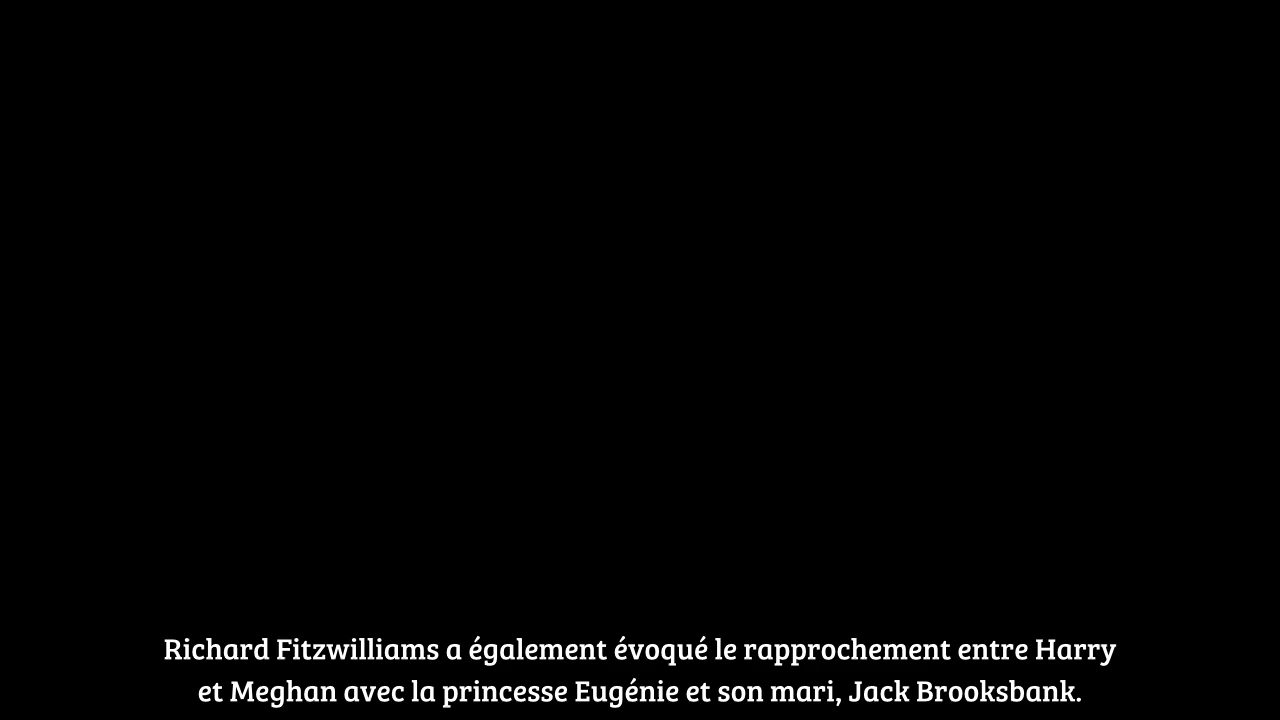 Richard Fitzwilliams a également évoqué le rapprochement entre Harry
et Meghan avec la princesse Eugénie et son mari, Jack Brooksbank.